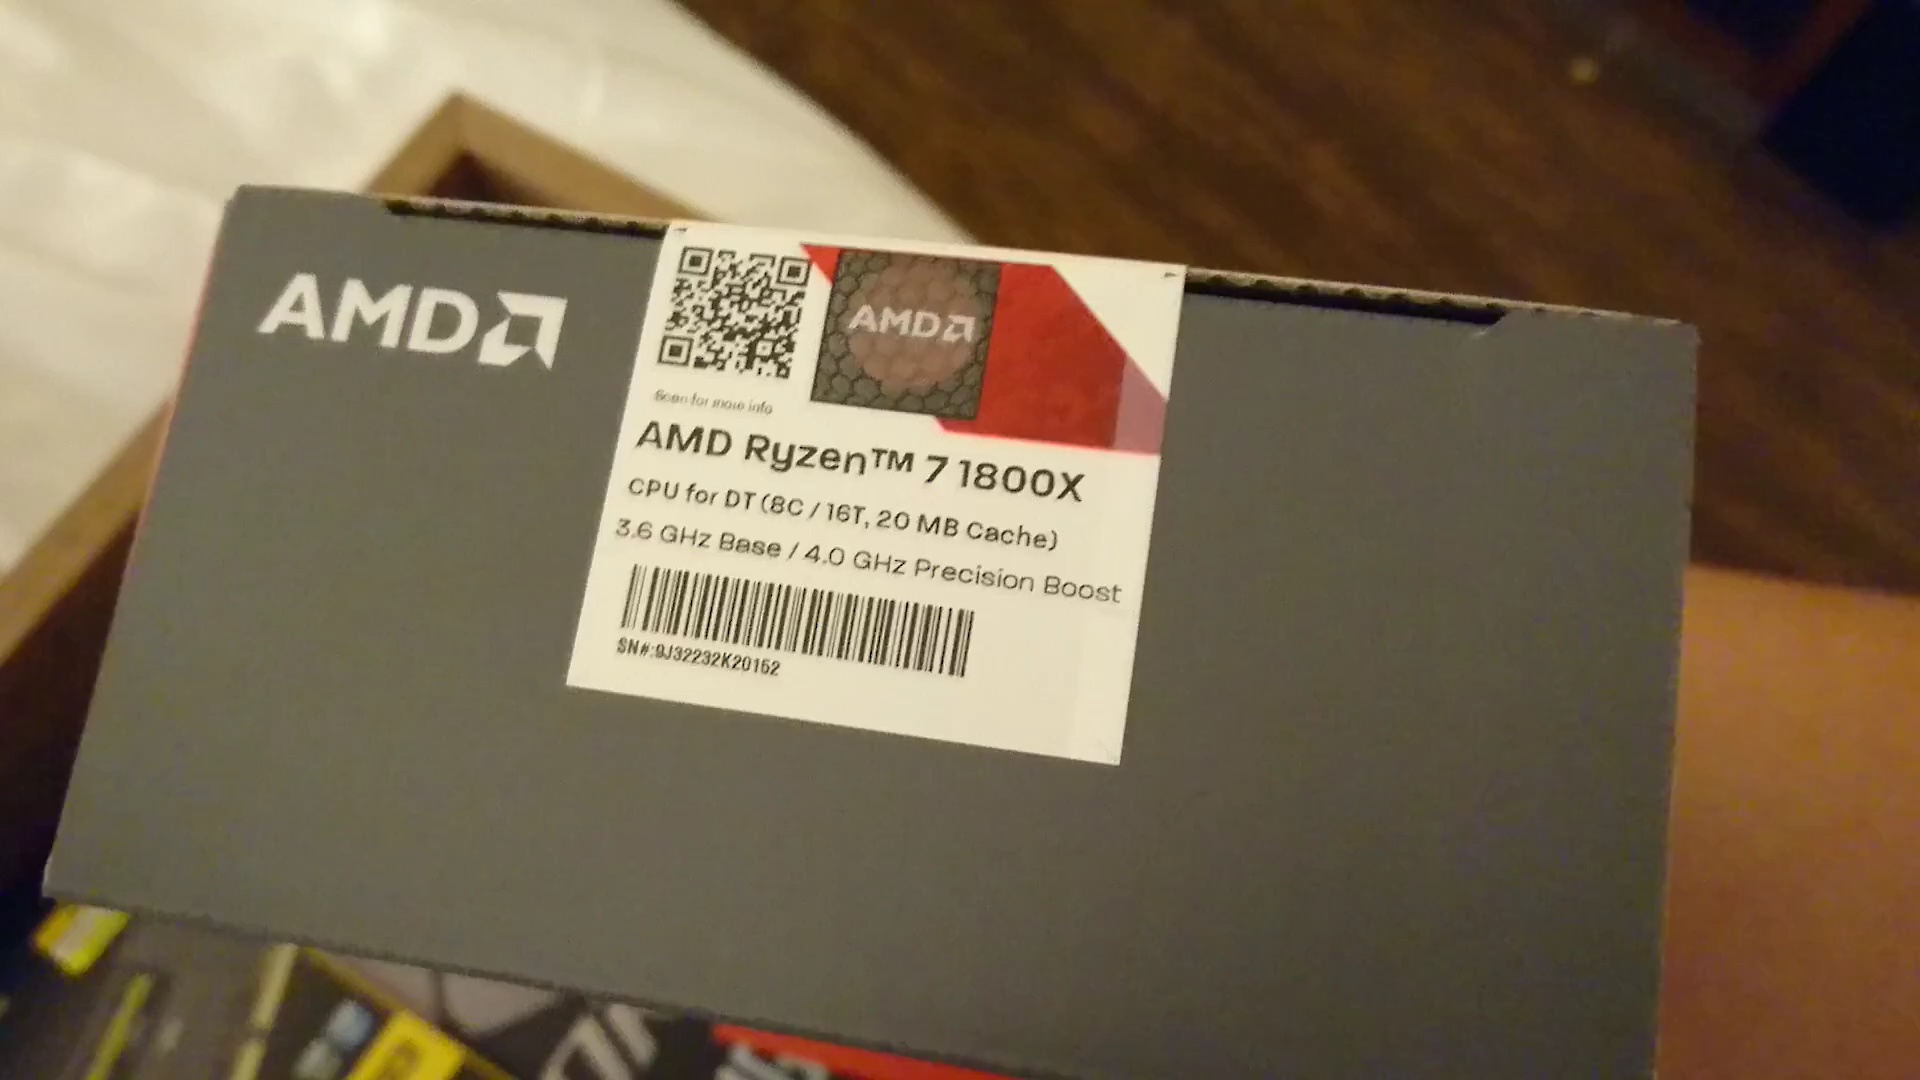 AMD
AMD
Scan for more info
AMD Ryzen™ 7 1800X
CPU for DT (8C / 16T, 20 MB Cache)
3.6 GHz Base / 4.0 GHz Precision Boost
SN#:9J32232K20152